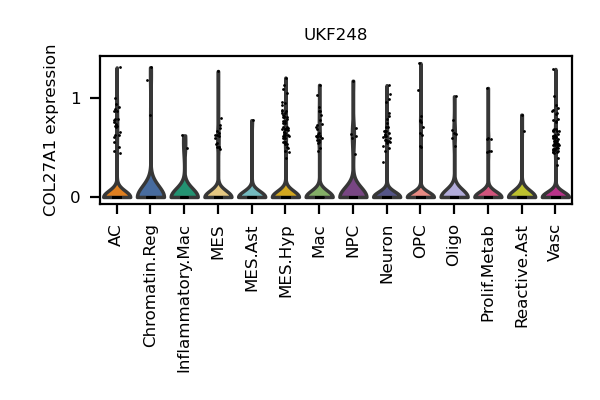 UKF248
COL27A1 expression
1
0
AC
Chromatin.Reg
Inflammatory.Mac
MES
MES.Ast
MES.Hyp
Mac
NPC
Neuron
OPC
Oligo
Prolif.Metab
Reactive.Ast
Vasc